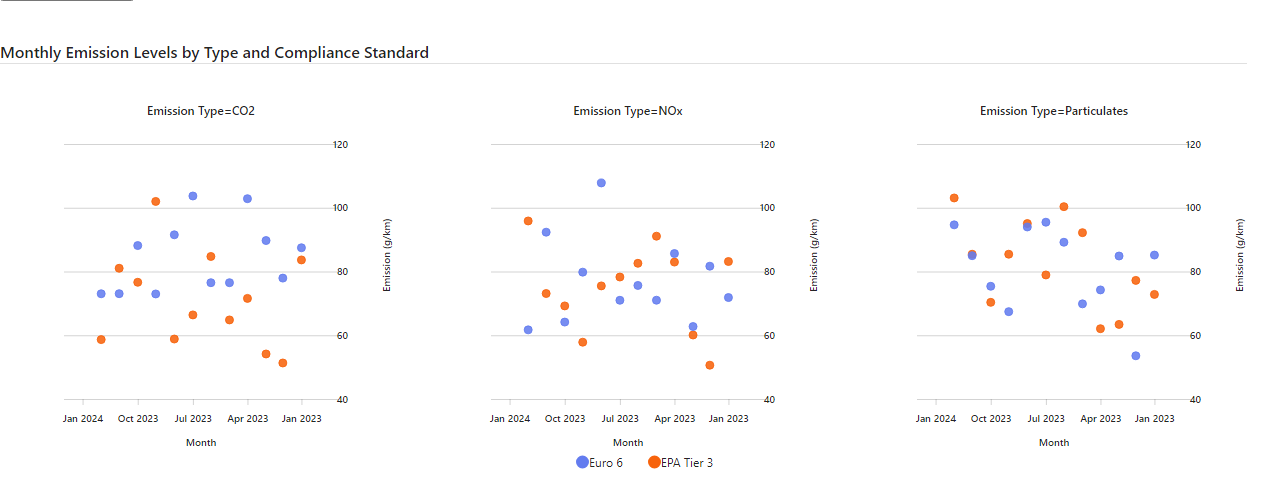 Monthly Emission Levels by Type and Compliance Standard
Emission Type=CO2
120
100
80
60
40
Emission (g/km)
Jan 2024 Oct 2023 Jul 2023 Apr 2023 Jan 2023
Month
Emission Type=NOx
120
100
80
60
40
Emission (g/km)
Jan 2024 Oct 2023 Jul 2023 Apr 2023 Jan 2023
Month
Emission Type=Particulates
120
100
80
60
40
Emission (g/km)
Jan 2024 Oct 2023 Jul 2023 Apr 2023 Jan 2023
Month
Euro 6 EPA Tier 3